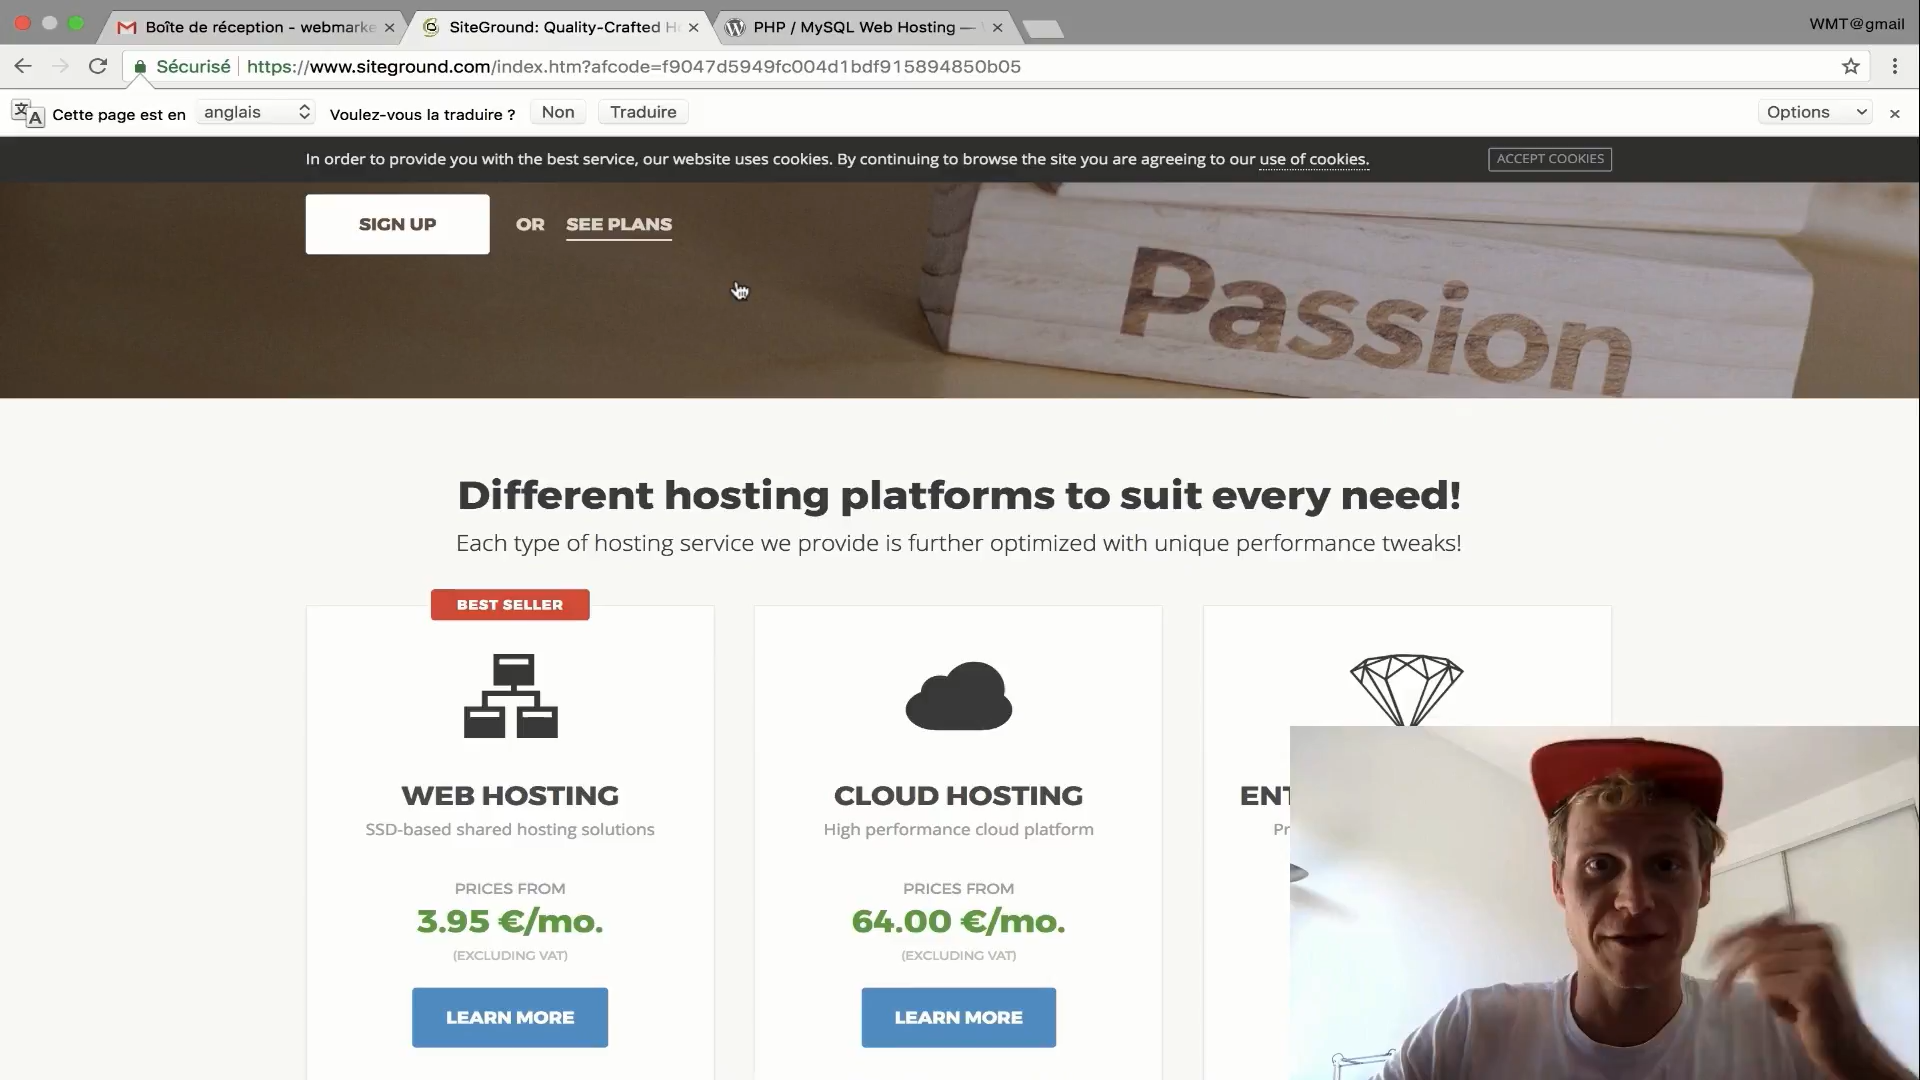 WMT@gmail
Boîte de réception - webmarke
SiteGround: Quality-Crafted H
PHP / MySQL Web Hosting —
Sécurisé
https://www.siteground.com/index.htm?afcode=f9047d5949fc004d1bdf915894850b05
Cette page est en anglais Voulez-vous la traduire ? Non Traduire Options
In order to provide you with the best service, our website uses cookies. By continuing to browse the site you are agreeing to our use of cookies.
ACCEPT COOKIES
SIGN UP OR SEE PLANS
Passion
Different hosting platforms to suit every need!
Each type of hosting service we provide is further optimized with unique performance tweaks!
BEST SELLER
WEB HOSTING
SSD-based shared hosting solutions
PRICES FROM
3.95 €/mo.
(EXCLUDING VAT)
LEARN MORE
CLOUD HOSTING
High performance cloud platform
PRICES FROM
64.00 €/mo.
(EXCLUDING VAT)
LEARN MORE
ENT
Pr